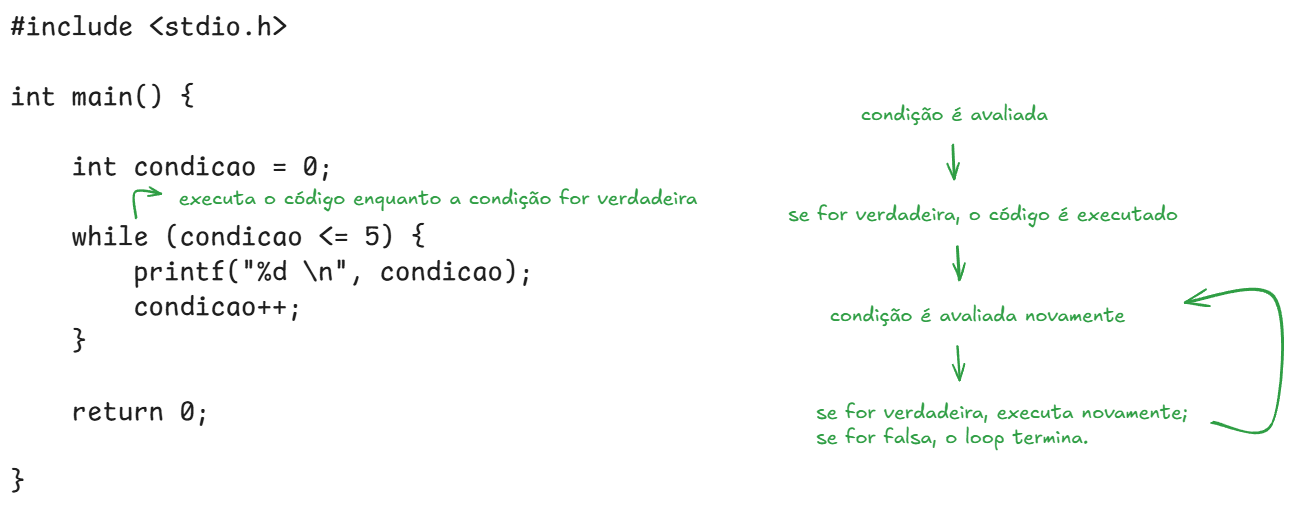 #include <stdio.h>
int main() {
int condicao = 0;
executa o código enquanto a condição for verdadeira
while (condicao <= 5) {
printf("%d \n", condicao);
condicao++;
}
return 0;
}
condição é avaliada
se for verdadeira, o código é executado
condição é avaliada novamente
se for verdadeira, executa novamente;
se for falsa, o loop termina.